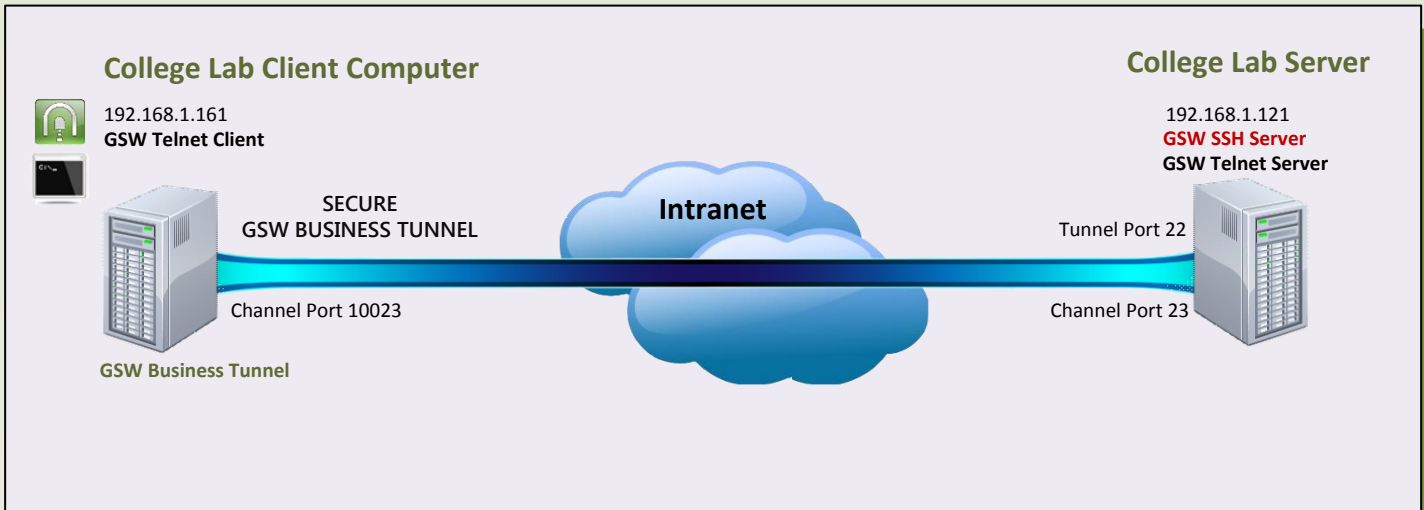 College Lab Client Computer
192.168.1.161
GSW Telnet Client
College Lab Server
192.168.1.121
GSW SSH Server
GSW Telnet Server
SECURE
GSW BUSINESS TUNNEL
Intranet
Tunnel Port 22
Channel Port 10023
Channel Port 23
GSW Business Tunnel